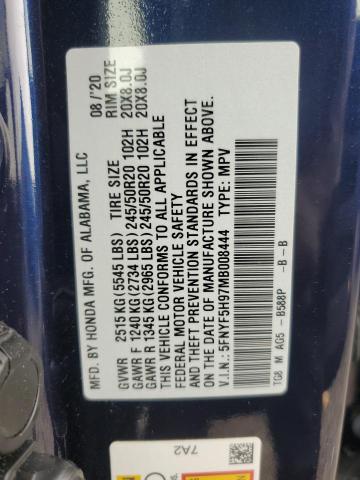 MFD. BY HONDA MFG. OF ALABAMA, LLC 08/'20
TIRE SIZE RIM SIZE
GVWR 2515 KG(5545 LBS)
GAWR F 1240 KG(2734 LBS) 245/50R20 102H 20X8.0J
GAWR R 1345 KG(2965 LBS) 245/50R20 102H 20X8.0J
THIS VEHICLE CONFORMS TO ALL APPLICABLE
FEDERAL MOTOR VEHICLE SAFETY
AND THEFT PREVENTION STANDARDS IN EFFECT
ON THE DATE OF MANUFACTURE SHOWN ABOVE.
V.I.N.: 5FNYF5H97MB008444 TYPE: MPV
TG8 M AG5 - B588P -B-B
7A2